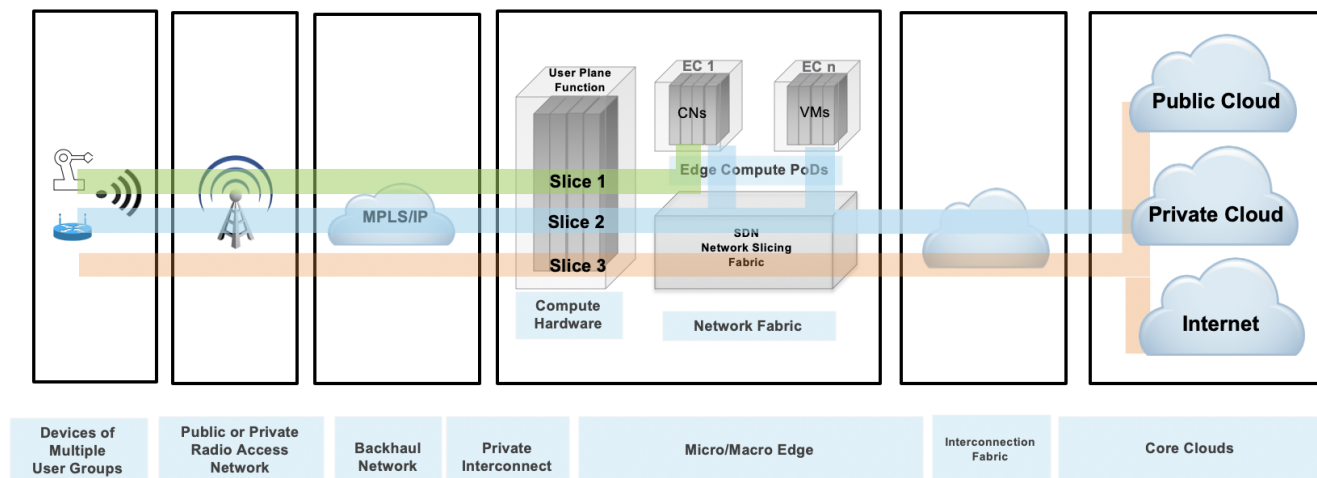 User Plane
Function
EC 1
EC n
CNs
VMs
Edge Compute PoDs
Public Cloud
Slice 1
MPLS/IP
Slice 2
Private Cloud
SDN
Network Slicing
Fabric
Slice 3
Compute
Hardware
Network Fabric
Internet
Devices of
Multiple
User Groups
Public or Private
Radio Access
Network
Backhaul
Network
Private
Interconnect
Micro/Macro Edge
Interconnection
Fabric
Core Clouds